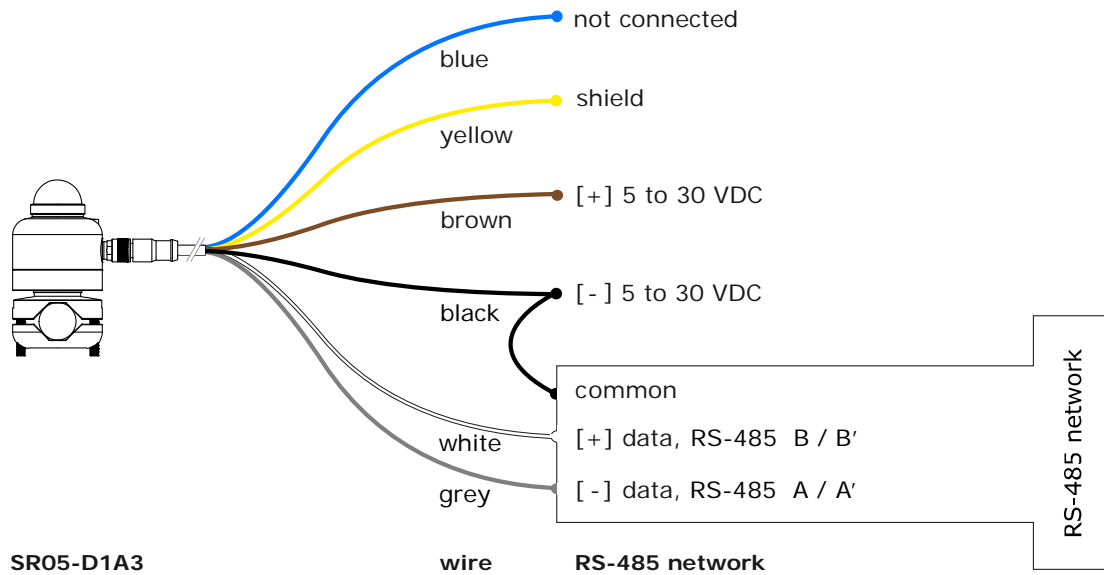 not connected
blue
shield
yellow
[+] 5 to 30 VDC
brown
[-] 5 to 30 VDC
black
common
[+] data, RS-485 B / B′
white
[-] data, RS-485 A / A′
grey
RS-485 network
SR05-D1A3 wire RS-485 network